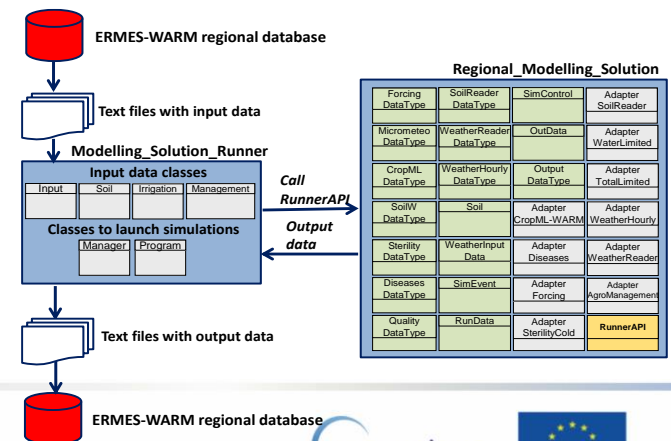 ERMES-WARM regional database
Regional_Modelling_Solution
Text files with input data
Modelling_Solution_Runner
Input data classes
Input Soil Irrigation Management
Classes to launch simulations
Manager Program
Call
RunnerAPI
Output
data
Forcing
DataType
SoilReader
DataType
SimControl
Adapter
SoilReader
Micrometeo
DataType
WeatherReader
DataType
OutData
Adapter
WaterLimited
CropML
DataType
WeatherHourly
DataType
Output
DataType
Adapter
TotalLimited
SoilW
DataType
Soil
Adapter
CropML-WARM
Adapter
WeatherHourly
Sterility
DataType
WeatherInput
Data
Adapter
Diseases
Adapter
WeatherReader
Diseases
DataType
SimEvent
Adapter
Forcing
Adapter
AgroManagement
Quality
DataType
RunData
Adapter
SterilityCold
RunnerAPI
Text files with output data
ERMES-WARM regional database